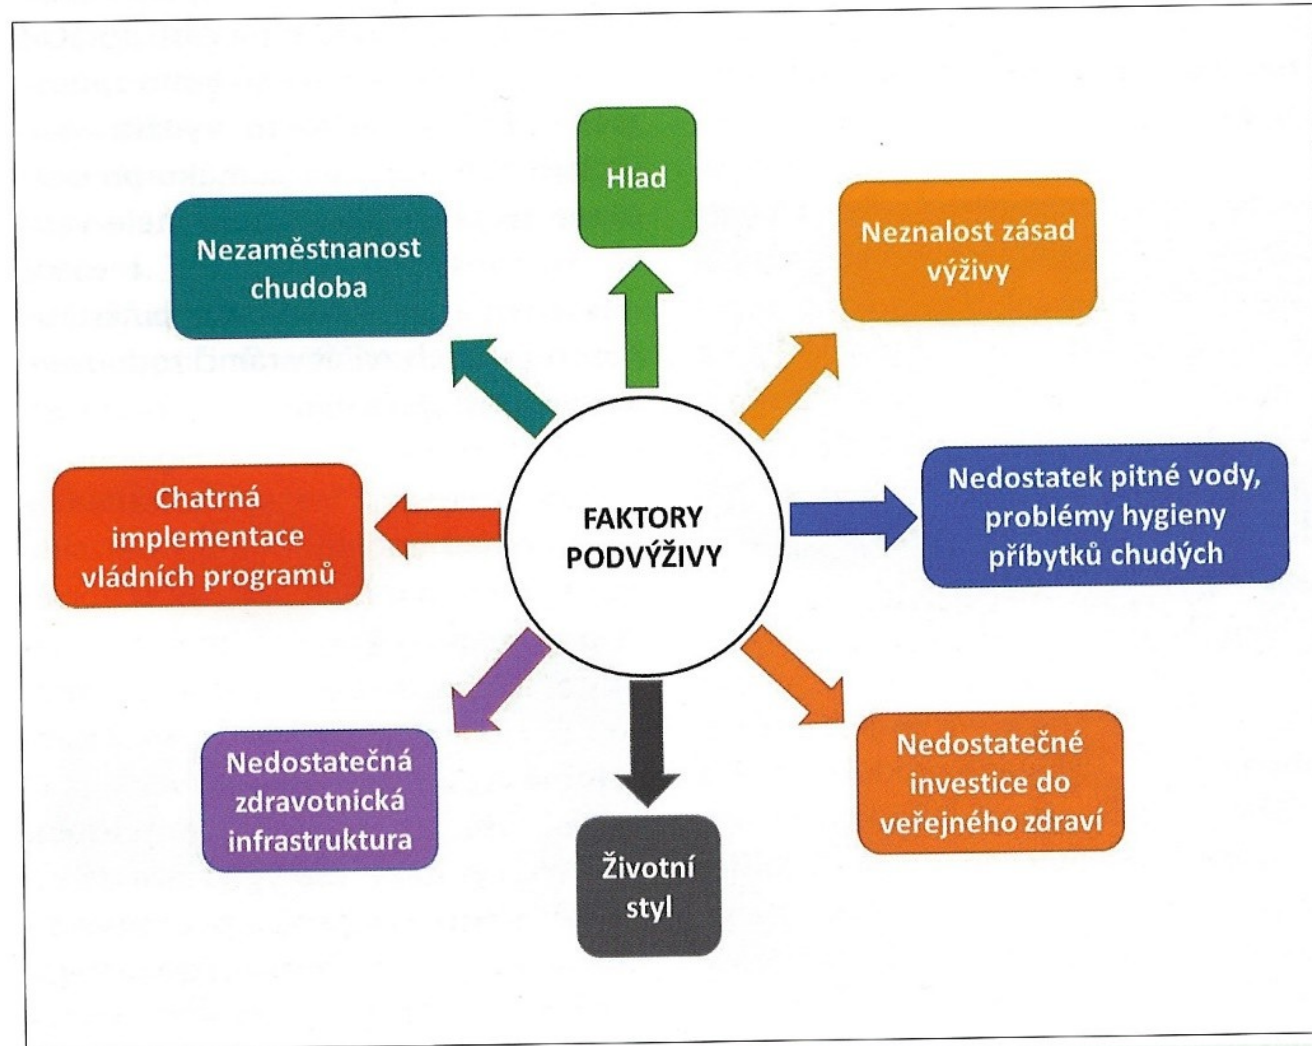 Hlad
Neznalost zásad
výživy
Nezaměstnanost
chudoba
Nedostatek pitné vody,
problémy hygieny
příbytků chudých
Chatrná
implementace
vládních programů
FAKTORY
PODVÝŽIVY
Nedostatečné
investice do
veřejného zdraví
Nedostatečná
zdravotnická
infrastruktura
Životní
styl